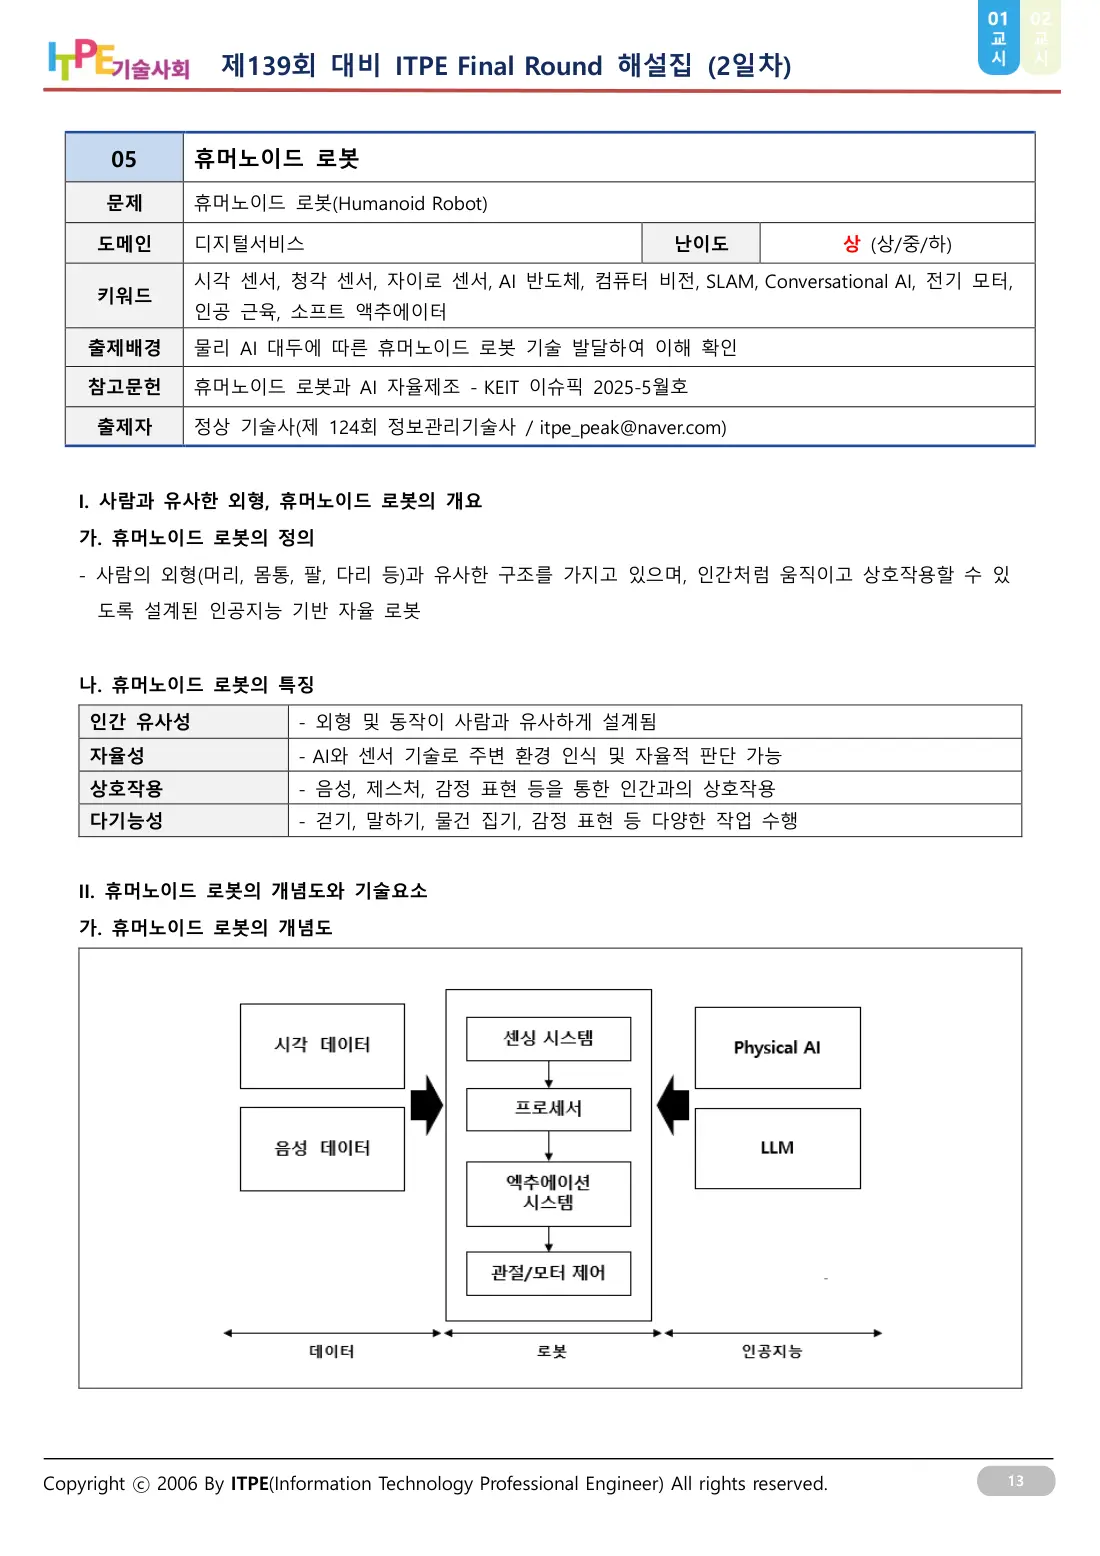 ITPE기술사회 제139회 대비 ITPE Final Round 해설집 (2일차)
01 교시
02 교시
05 휴머노이드 로봇
문제 휴머노이드 로봇(Humanoid Robot)
도메인 디지털서비스 난이도 상 (상/중/하)
키워드 시각 센서, 청각 센서, 자이로 센서, AI 반도체, 컴퓨터 비전, SLAM, Conversational AI, 전기 모터,
인공 근육, 소프트 액추에이터
출제배경 물리 AI 대두에 따른 휴머노이드 로봇 기술 발달하여 이해 확인
참고문헌 휴머노이드 로봇과 AI 자율제조 - KEIT 이슈픽 2025-5월호
출제자 정상 기술사(제 124회 정보관리기술사 / itpe_peak@naver.com)
I. 사람과 유사한 외형, 휴머노이드 로봇의 개요
가. 휴머노이드 로봇의 정의
- 사람의 외형(머리, 몸통, 팔, 다리 등)과 유사한 구조를 가지고 있으며, 인간처럼 움직이고 상호작용할 수 있
도록 설계된 인공지능 기반 자율 로봇
나. 휴머노이드 로봇의 특징
인간 유사성 - 외형 및 동작이 사람과 유사하게 설계됨
자율성 - AI와 센서 기술로 주변 환경 인식 및 자율적 판단 가능
상호작용 - 음성, 제스처, 감정 표현 등을 통한 인간과의 상호작용
다기능성 - 걷기, 말하기, 물건 집기, 감정 표현 등 다양한 작업 수행
II. 휴머노이드 로봇의 개념도와 기술요소
가. 휴머노이드 로봇의 개념도
시각 데이터
음성 데이터
센싱 시스템
프로세서
엑추에이션
시스템
관절/모터 제어
Physical AI
LLM
-
데이터 로봇 인공지능
Copyright ⓒ 2006 By ITPE(Information Technology Professional Engineer) All rights reserved. 13